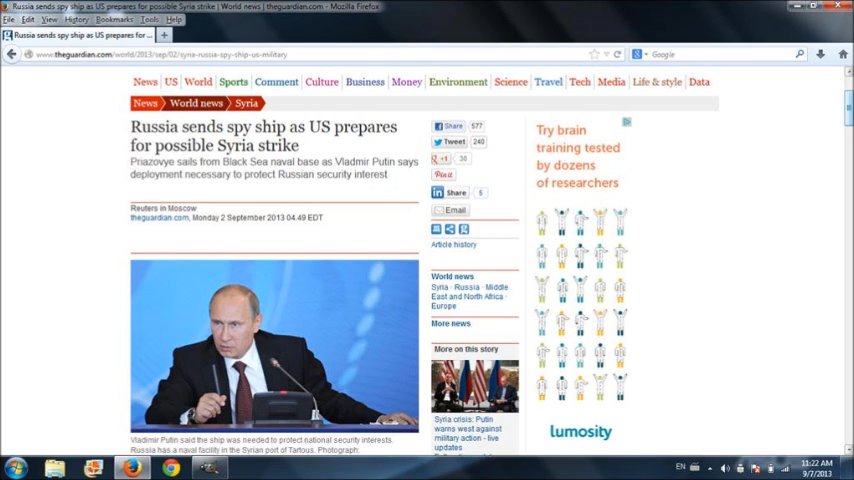 Russia sends spy ship as US prepares for possible Syria strike | World news | theguardian.com - Mozilla Firefox
File Edit View History Bookmarks Tools Help
Russia sends spy ship as US prepares for ...
www.theguardian.com/world/2013/sep/02/syria-russia-spy-ship-us-military
Google
News US World Sports Comment Culture Business Money Environment Science Travel Tech Media Life & style Data
News World news Syria
Russia sends spy ship as US prepares
for possible Syria strike
Priazovye sails from Black Sea naval base as Vladmir Putin says
deployment necessary to protect Russian security interest
Reuters in Moscow
theguardian.com, Monday 2 September 2013 04.49 EDT
Share 577
Tweet 240
+1 30
Pin it
Share 5
Email
Article history
World news
Syria · Russia · Middle
East and North Africa ·
Europe
More news
More on this story
Syria crisis: Putin
warns west against
military action - live
updates
Vladimir Putin said the ship was needed to protect national security interests.
Russia has a naval facility in the Syrian port of Tartous. Photograph:
Try brain
training tested
by dozens
of researchers
lumosity
EN
11:22 AM
9/7/2013